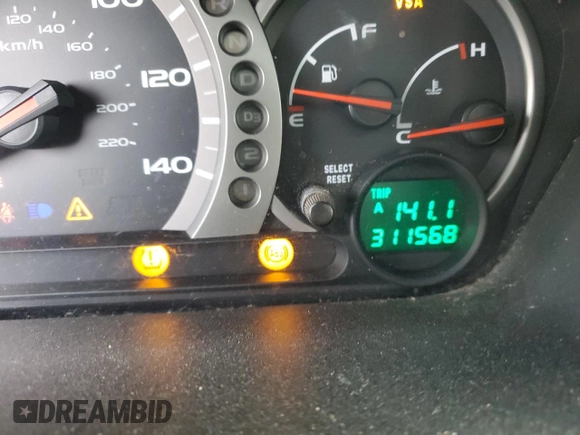 100
VSA
120
140
km/h
160
180
200
220
120
140
R
N
D
D3
2
1
F
E
H
C
SELECT
RESET
TRIP
A 141.1
311568
DREAMBID